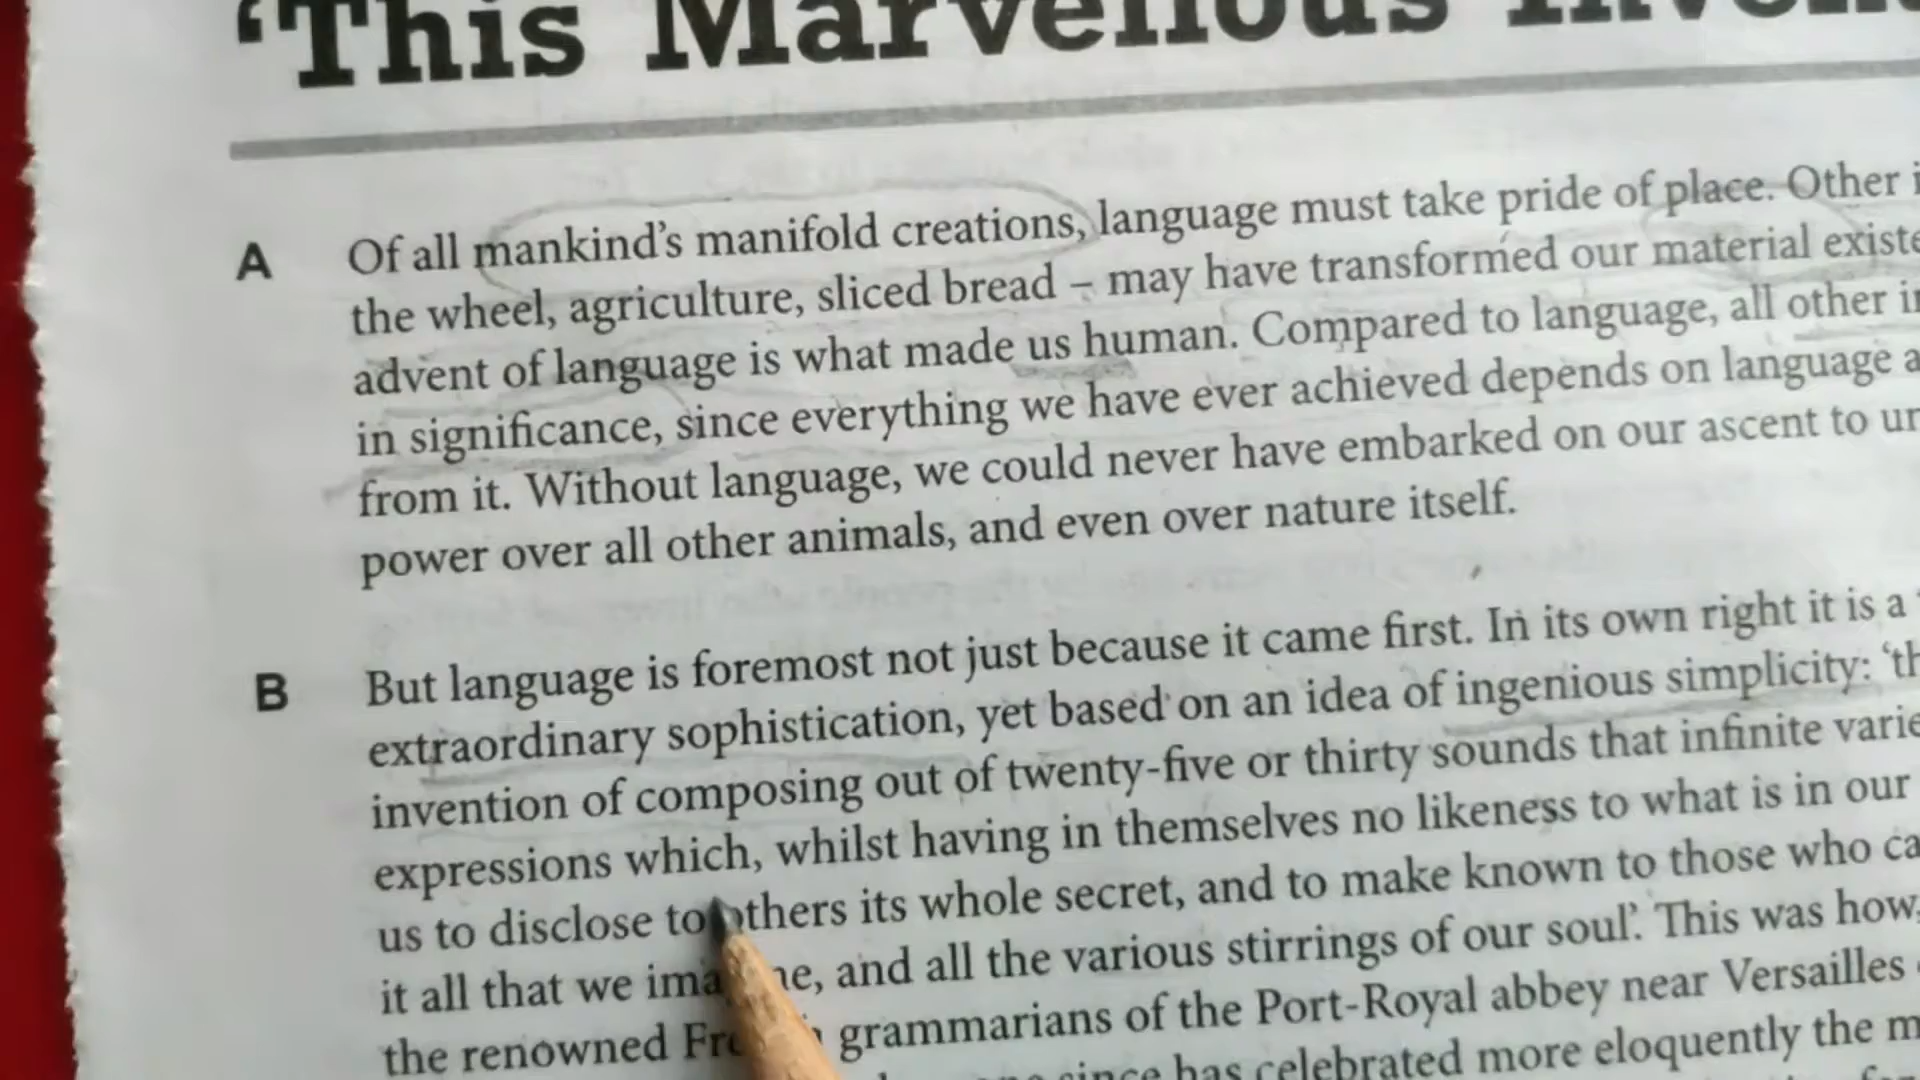 'This Marvellous
A Of all mankind's manifold creations, language must take pride of place. Other
the wheel, agriculture, sliced bread – may have transformed our material
advent of language is what made us human. Compared to language, all other
in significance, since everything we have ever achieved depends on language
from it. Without language, we could never have embarked on our ascent to
power over all other animals, and even over nature itself.
B But language is foremost not just because it came first. In its own right it is a
extraordinary sophistication, yet based on an idea of ingenious simplicity:
invention of composing out of twenty-five or thirty sounds that infinite
expressions which, whilst having in themselves no likeness to what is in our
us to disclose to others its whole secret, and to make known to those who
it all that we, and all the various stirrings of our soul'. This was how,
the renowned grammarians of the Port-Royal abbey near Versailles
since has celebrated more eloquently the